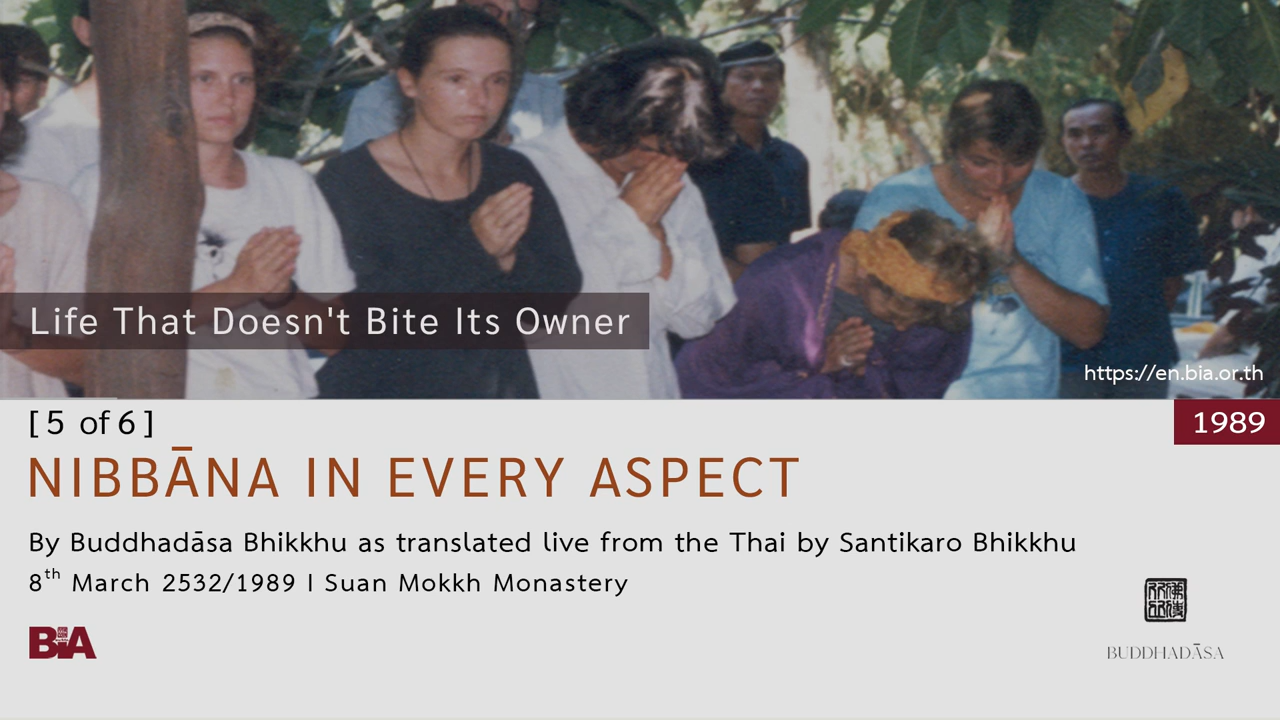 Life That Doesn't Bite Its Owner
https://en.bia.or.th
[ 5 of 6 ]
1989
NIBBĀNA IN EVERY ASPECT
By Buddhadāsa Bhikkhu as translated live from the Thai by Santikaro Bhikkhu
8th March 2532/1989 I Suan Mokkh Monastery
BIA
BUDDHADĀSA